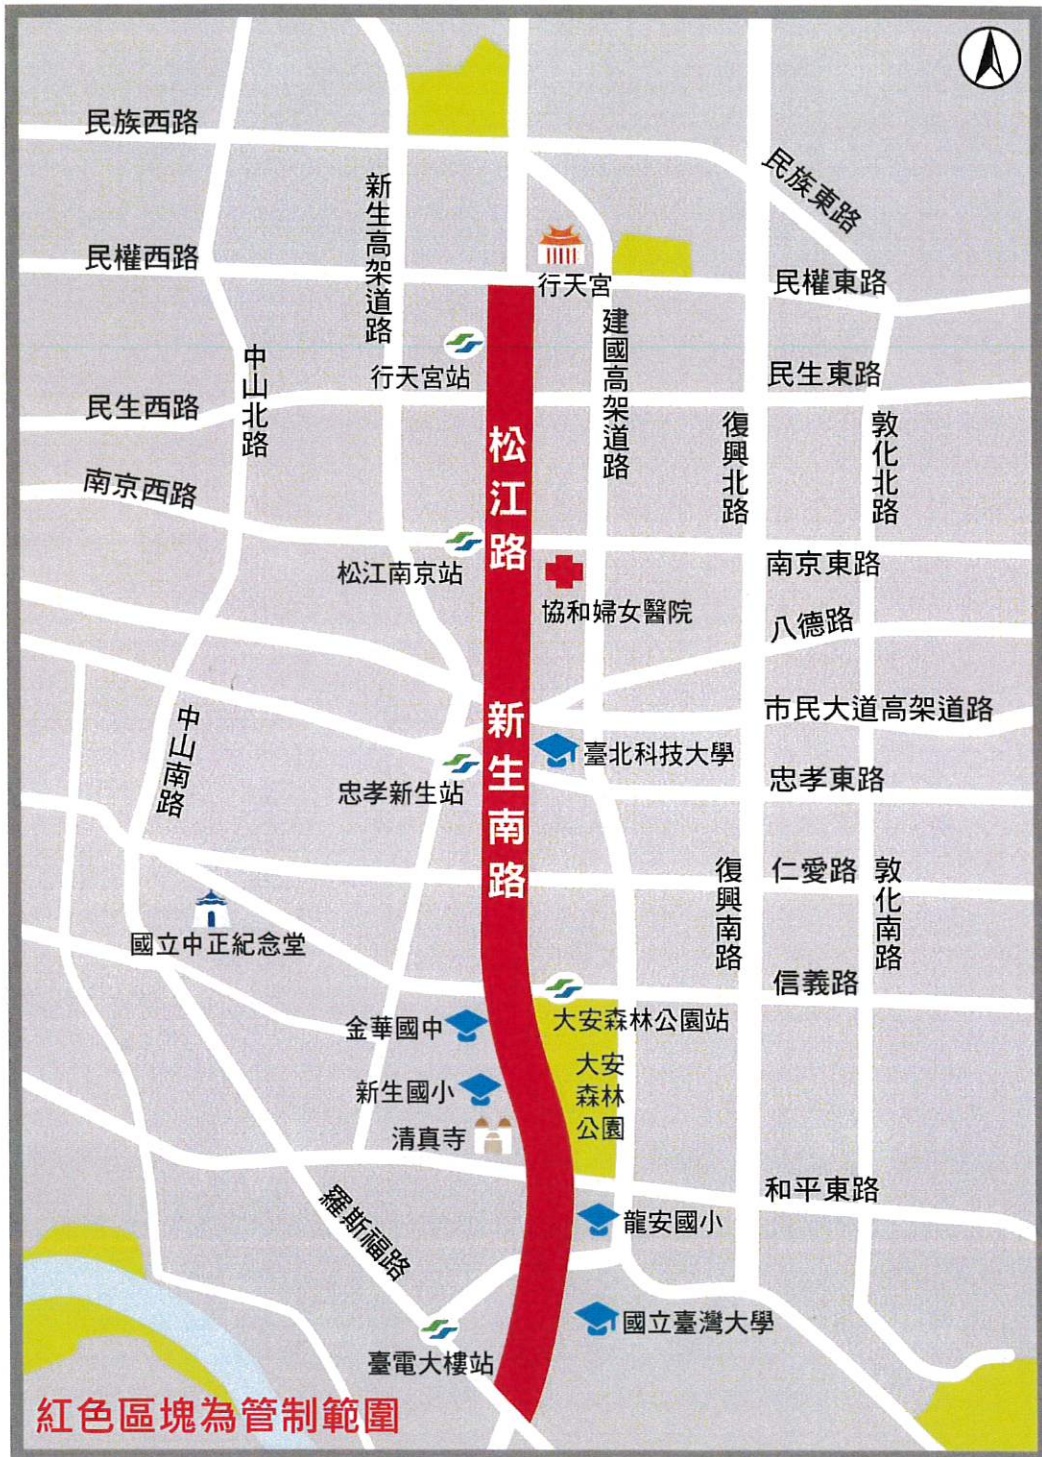 民族西路
新生高架道路
民族東路
民權西路
行天宮
民權東路
建國高架道路
行天宮站
中山北路
民生東路
民生西路
松江路
復興北路
敦化北路
南京西路
松江南京站
南京東路
協和婦女醫院
八德路
中山南路
新生南路
市民大道高架道路
臺北科技大學
忠孝新生站
忠孝東路
復興南路
仁愛路
敦化南路
國立中正紀念堂
信義路
金華國中
大安森林公園站
大安
森林
公園
新生國小
清真寺
羅斯福路
和平東路
龍安國小
國立臺灣大學
臺電大樓站
紅色區塊為管制範圍